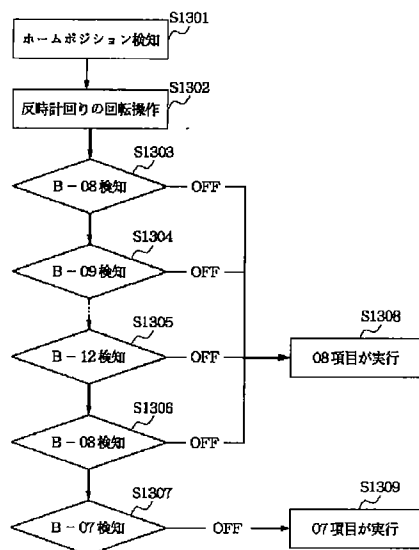 S1301
ホームポジション検知
S1302
反時計回りの回転操作
S1303
B－08検知
OFF
S1304
B－09検知
OFF
S1305
B－12検知
OFF
S1308
08項目が実行
S1306
B－08検知
OFF
S1307
B－07検知
OFF
S1309
07項目が実行